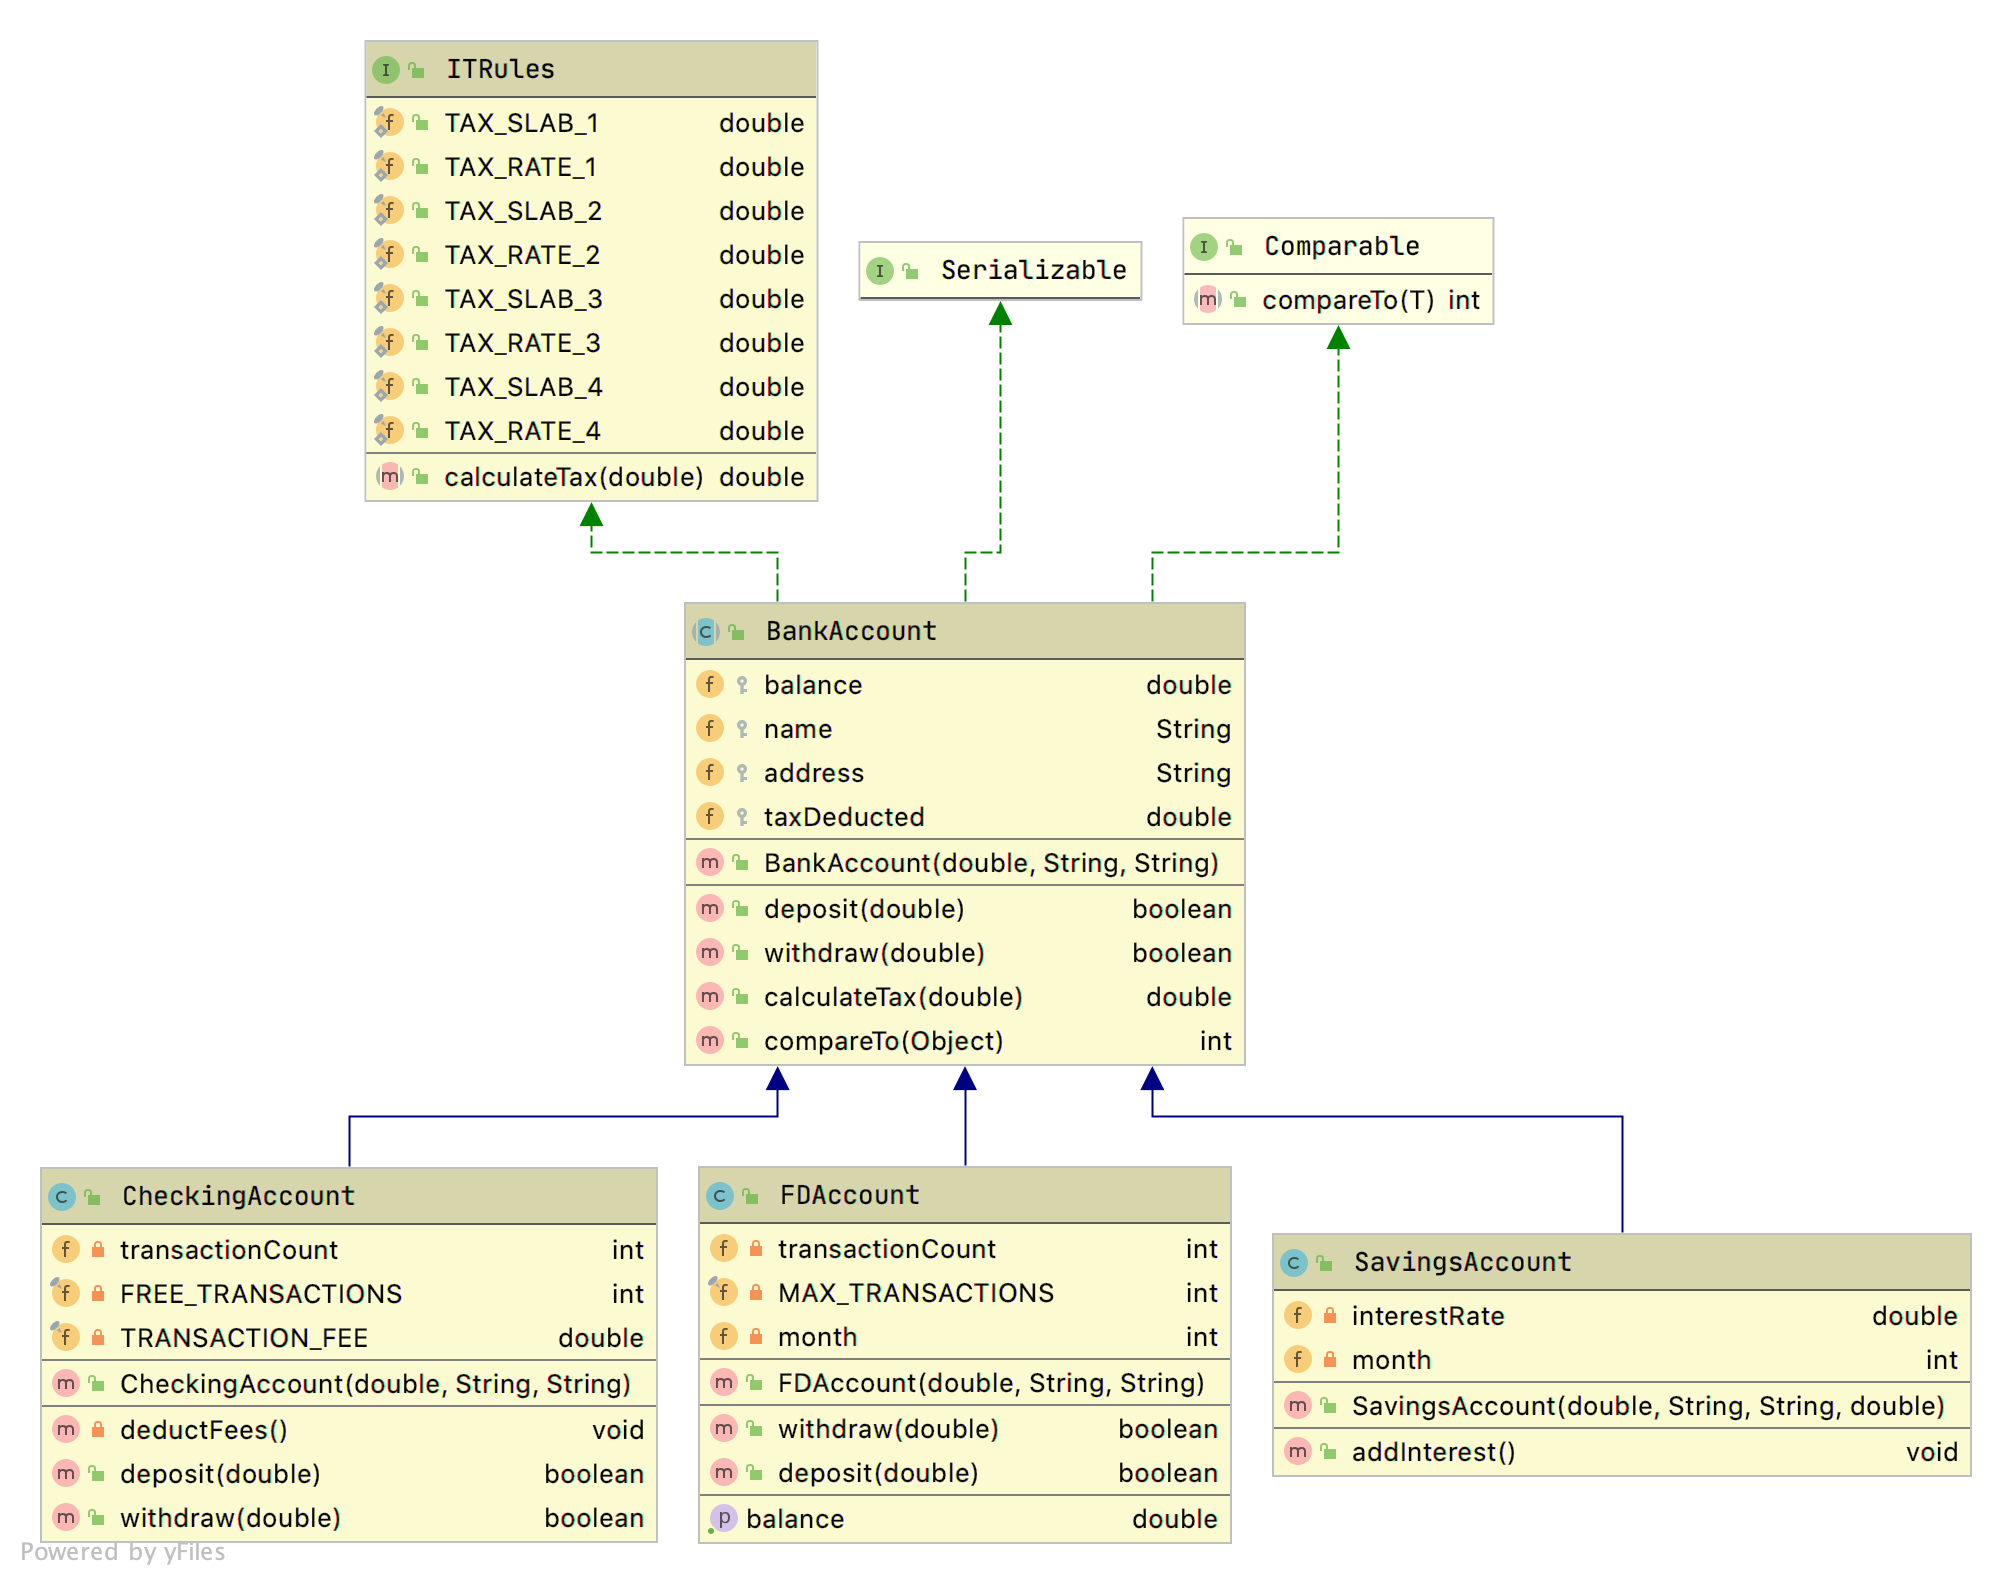 ITRules
TAX_SLAB_1 double
TAX_RATE_1 double
TAX_SLAB_2 double
TAX_RATE_2 double
TAX_SLAB_3 double
TAX_RATE_3 double
TAX_SLAB_4 double
TAX_RATE_4 double
calculateTax(double) double
Serializable
Comparable
compareTo(T) int
BankAccount
balance double
name String
address String
taxDeducted double
BankAccount(double, String, String)
deposit(double) boolean
withdraw(double) boolean
calculateTax(double) double
compareTo(Object) int
CheckingAccount
transactionCount int
FREE_TRANSACTIONS int
TRANSACTION_FEE double
CheckingAccount(double, String, String)
deductFees() void
deposit(double) boolean
withdraw(double) boolean
FDAccount
transactionCount int
MAX_TRANSACTIONS int
month int
FDAccount(double, String, String)
withdraw(double) boolean
deposit(double) boolean
balance double
SavingsAccount
interestRate double
month int
SavingsAccount(double, String, String, double)
addInterest() void
Powered by yFiles